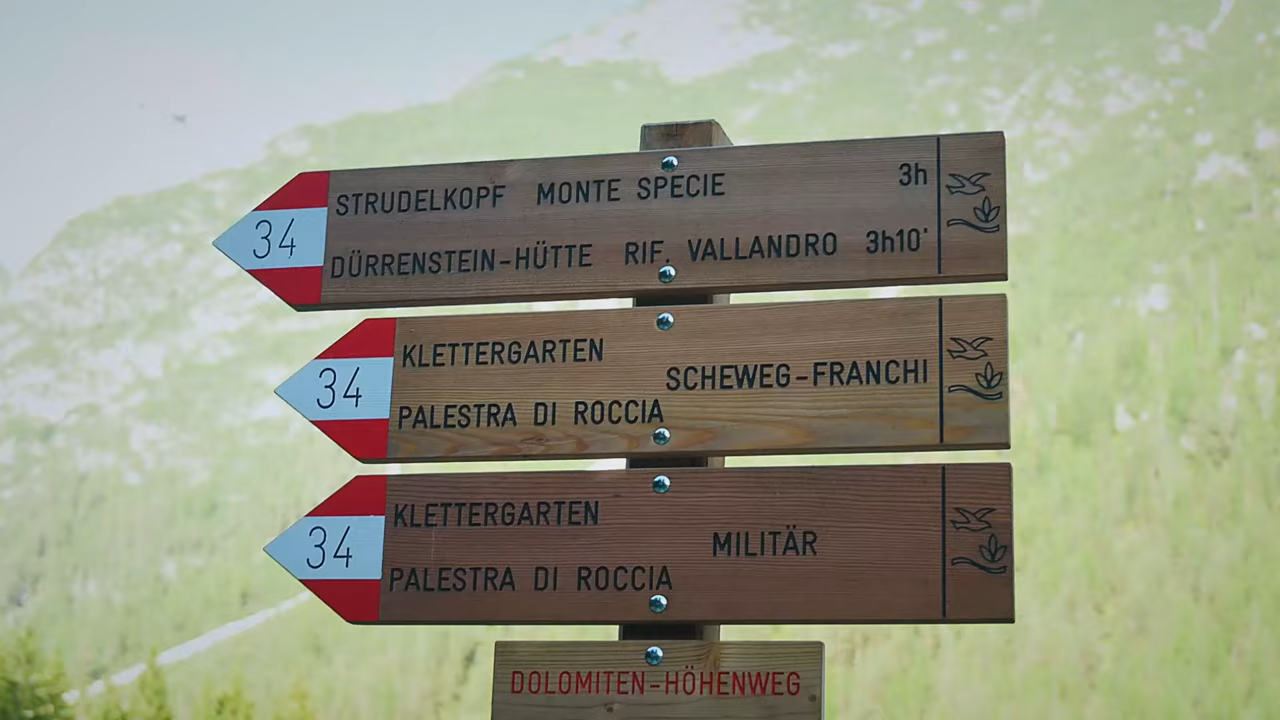 34
STRUDELKOPF MONTE SPECIE 3h
DÜRRENSTEIN-HÜTTE RIF. VALLANDRO 3h10'
34
KLETTERGARTEN
SCHEWEG-FRANCHI
PALESTRA DI ROCCIA
34
KLETTERGARTEN
MILITÄR
PALESTRA DI ROCCIA
DOLOMITEN-HÖHENWEG